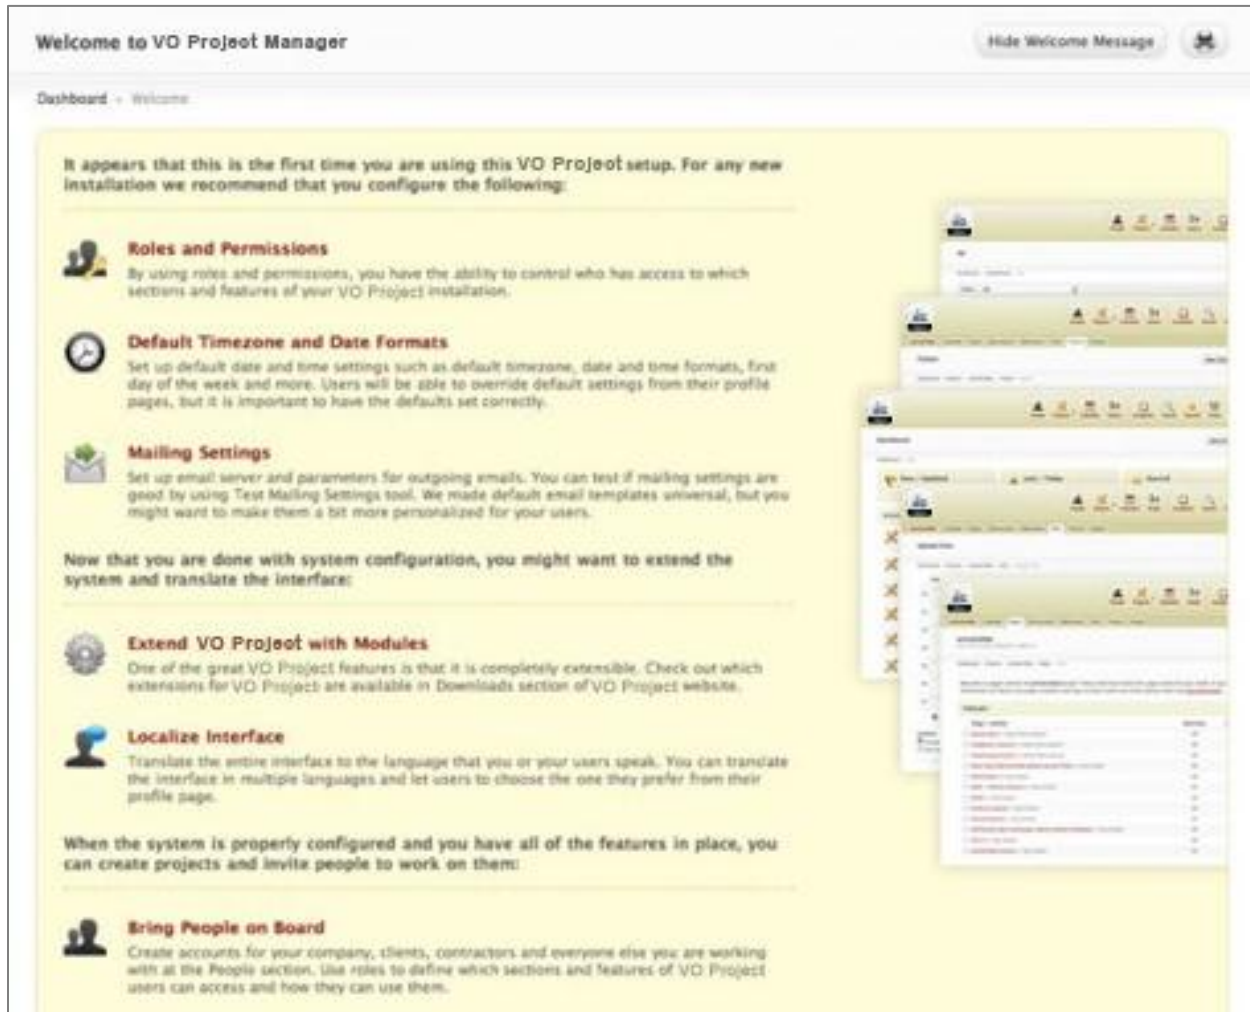 Welcome to VO Project Manager
Hide Welcome Message
Dashboard
Welcome
It appears that this is the first time you are using this VO Project setup. For any new
installation we recommend that you configure the following:
Roles and Permissions
By using roles and permissions, you have the ability to control who has access to which
sections and features of your VO Project installation.
Default Timezone and Date Formats
Set up default date and time settings such as default timezone, date and time formats, first
day of the week and more. Users will be able to override default settings from their profile
pages, but it is important to have the defaults set correctly.
Mailing Settings
Set up email server and parameters for outgoing emails. You can test if mailing settings are
good by using Test Mailing Settings tool. We made default email templates universal, but you
might want to make them a bit more personalized for your users.
Now that you are done with system configuration, you might want to extend the
system and translate the interface:
Extend VO Project with Modules
One of the great VO Project features is that it is completely extensible. Check out which
extensions for VO Project are available in Downloads section of VO Project website.
Localize Interface
Translate the entire interface to the language that you or your users speak. You can translate
the interface in multiple languages and let users to choose the one they prefer from their
profile page.
When the system is properly configured and you have all of the features in place, you
can create projects and invite people to work on them:
Bring People on Board
Create accounts for your company, clients, contractors and everyone else you are working
with at the People section. Use roles to define which sections and features of VO Project
users can access and how they can use them.